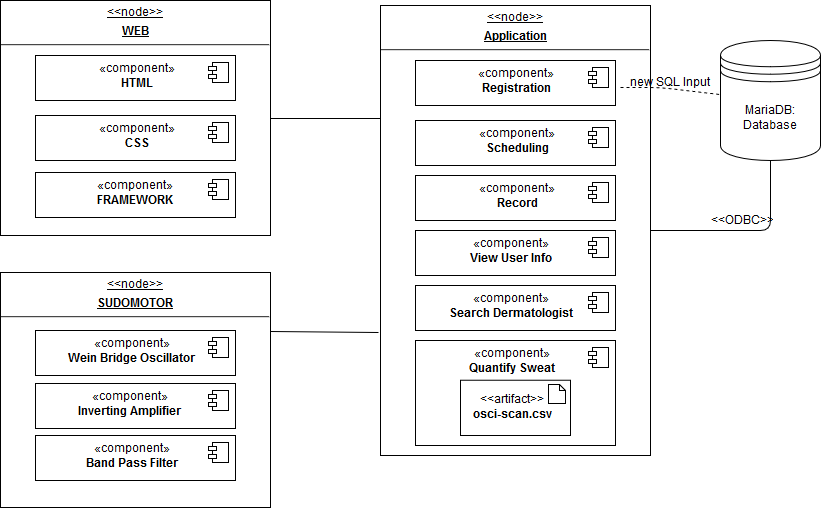 <<node>>
WEB
«component»
HTML
«component»
CSS
«component»
FRAMEWORK
<<node>>
SUDOMOTOR
«component»
Wein Bridge Oscillator
«component»
Inverting Amplifier
«component»
Band Pass Filter
<<node>>
Application
«component»
Registration
«component»
Scheduling
«component»
Record
«component»
View User Info
«component»
Search Dermatologist
«component»
Quantify Sweat
<<artifact>>
osci-scan.csv
new SQL Input
MariaDB:
Database
<<ODBC>>